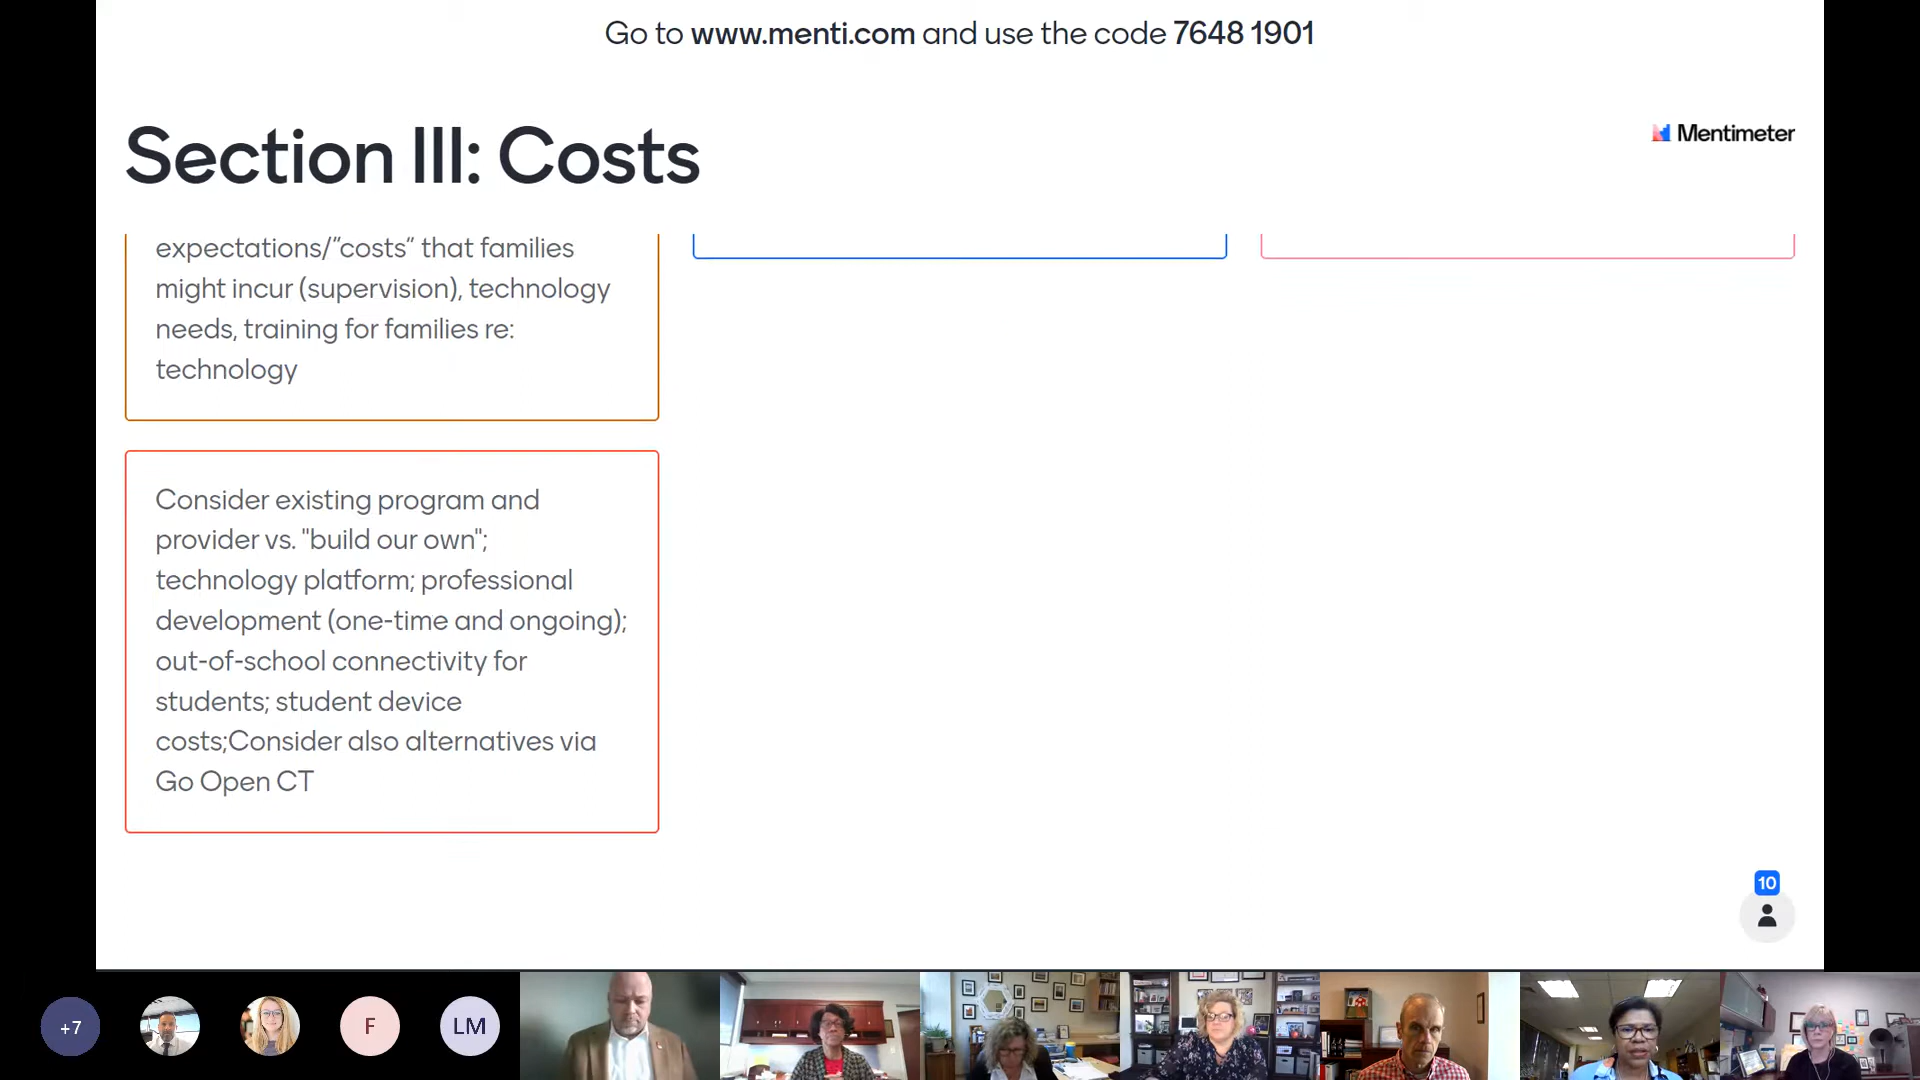 Go to www.menti.com and use the code 7648 1901
Section III: Costs
Mentimeter
expectations/"costs" that families
might incur (supervision), technology
needs, training for families re:
technology
Consider existing program and
provider vs. "build our own";
technology platform; professional
development (one-time and ongoing);
out-of-school connectivity for
students; student device
costs;Consider also alternatives via
Go Open CT
10
+7
F
LM